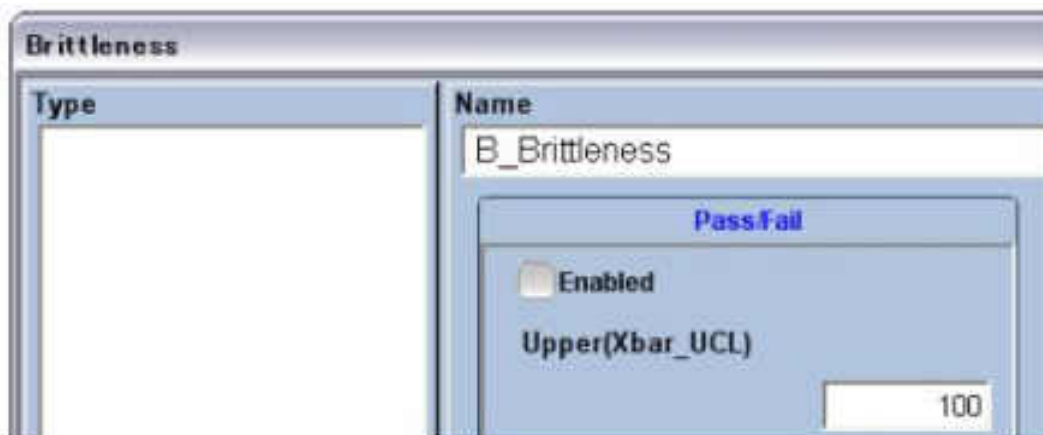 Brittleness
Type
Name
B_Brittleness
Pass/Fail
Enabled
Upper(Xbar_UCL)
100